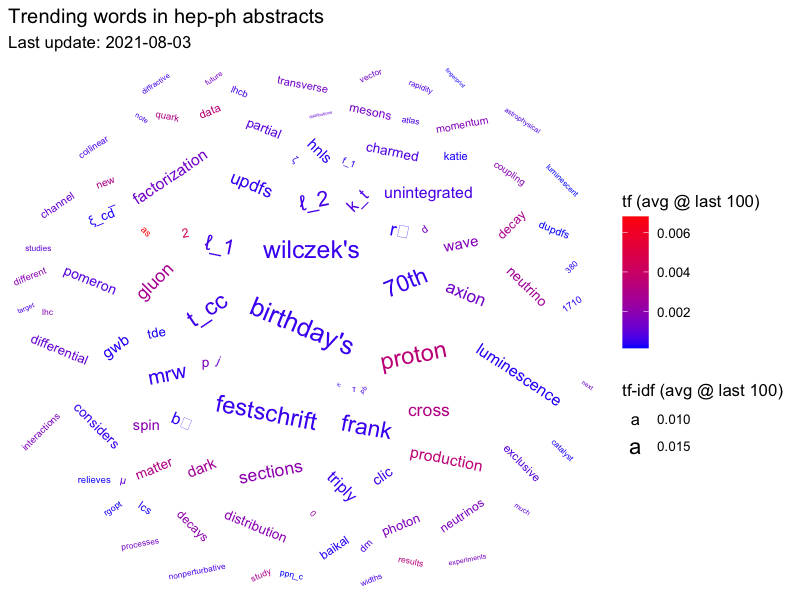 Trending words in hep-ph abstracts
Last update: 2021-08-03
diffractive
future
lhcb
transverse
vector
rapidity
fingerprint
note
quark
data
partial
distributions
mesons
atlas
momentum
astrophysical
collinear
ζ
hnls
f_1
charmed
katie
coupling
luminescent
channel
new
factorization
updfs
ℓ_2
k_t
unintegrated
ξ_cd
as
2
ℓ_1
wilczek's
r
d
wave
decay
dupdfs
studies
different
pomeron
gluon
70th
axion
neutrino
380
target
lhc
t_cc
birthday's
1710
differential
gwb
tde
mrw
p
j
proton
luminescence
next
τ
considers
spin
b
festschrift
frank
cross
interactions
relieves
μ
matter
dark
sections
triply
clic
production
exclusive
catalyst
rgopt
lcs
decays
distribution
baikal
dm
photon
neutrinos
much
processes
nonperturbative
study
ppn_c
widths
results
experiments
tf (avg @ last 100)
0.006
0.004
0.002
tf-idf (avg @ last 100)
a 0.010
a 0.015